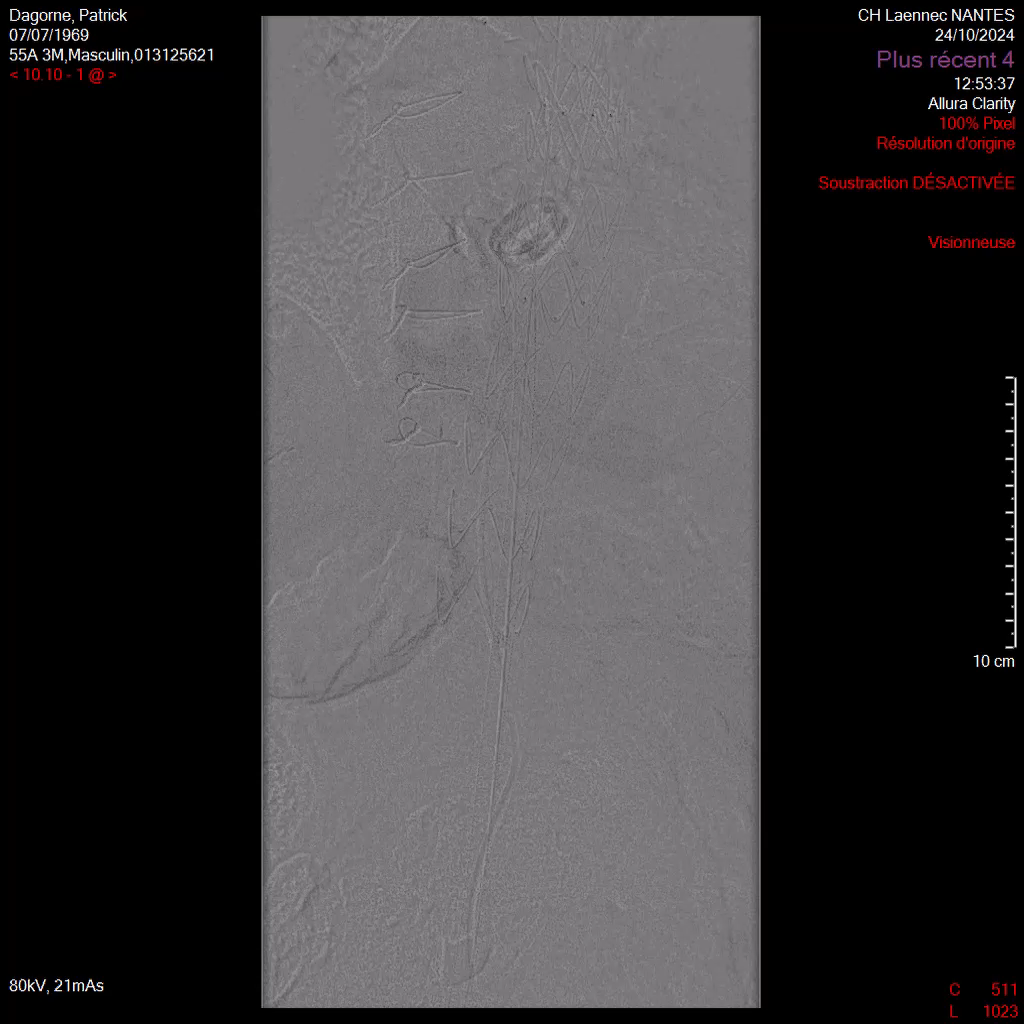 Dagorne, Patrick
07/07/1969
55A 3M,Masculin,013125621
< 10.10 - 1 @ >
CH Laennec NANTES
24/10/2024
Plus récent 4
12:53:37
Allura Clarity
100% Pixel
Résolution d'origine
Soustraction DÉSACTIVÉE
Visionneuse
10 cm
80kV, 21mAs
C 511
L 1023